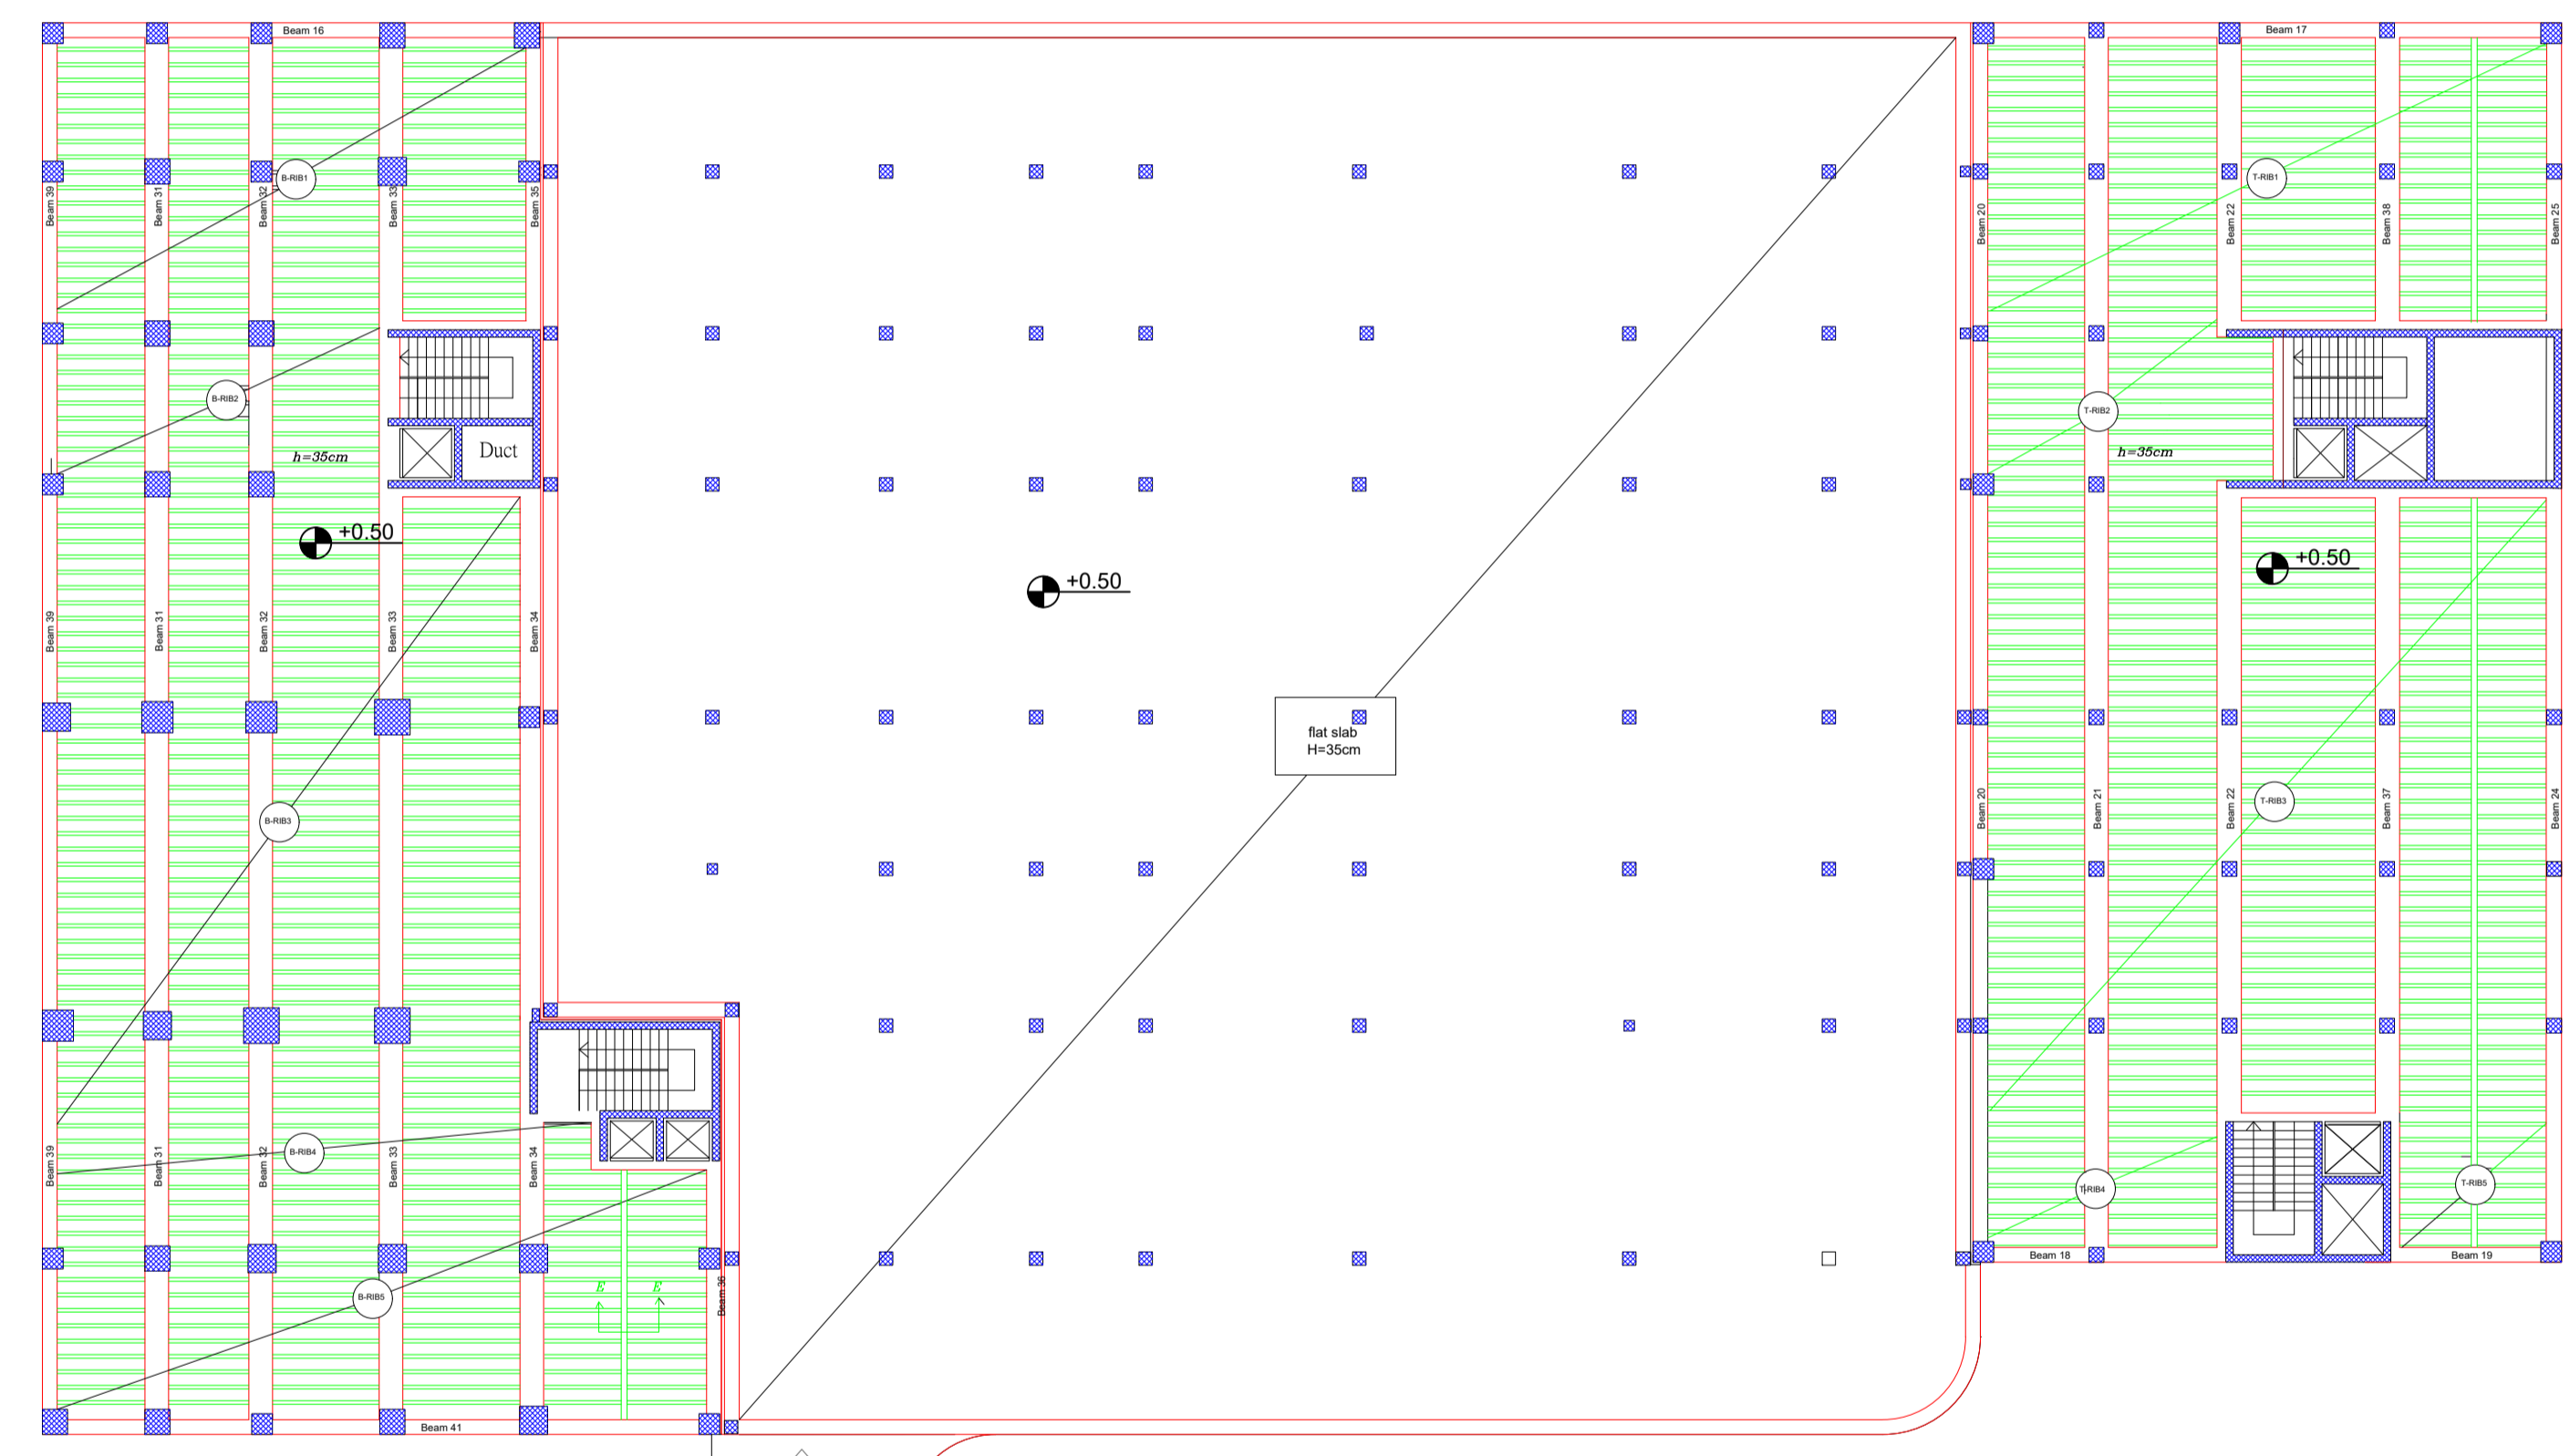 Beam 16
Beam 17
B-RIB1
T-RIB1
Beam 39
Beam 31
Beam 32
Beam 33
Beam 35
Beam 20
Beam 22
Beam 38
Beam 25
B-RIB2
T-RIB2
Duct
h=35cm
h=35cm
+0.50
+0.50
+0.50
Beam 39
Beam 31
Beam 32
Beam 33
Beam 34
flat slab
H=35cm
B-RIB3
T-RIB3
Beam 20
Beam 21
Beam 22
Beam 37
Beam 24
B-RIB4
Beam 39
Beam 31
Beam 32
Beam 33
Beam 34
T-RIB4
T-RIB5
Beam 18
Beam 19
E E
B-RIB5
Beam 36
Beam 41